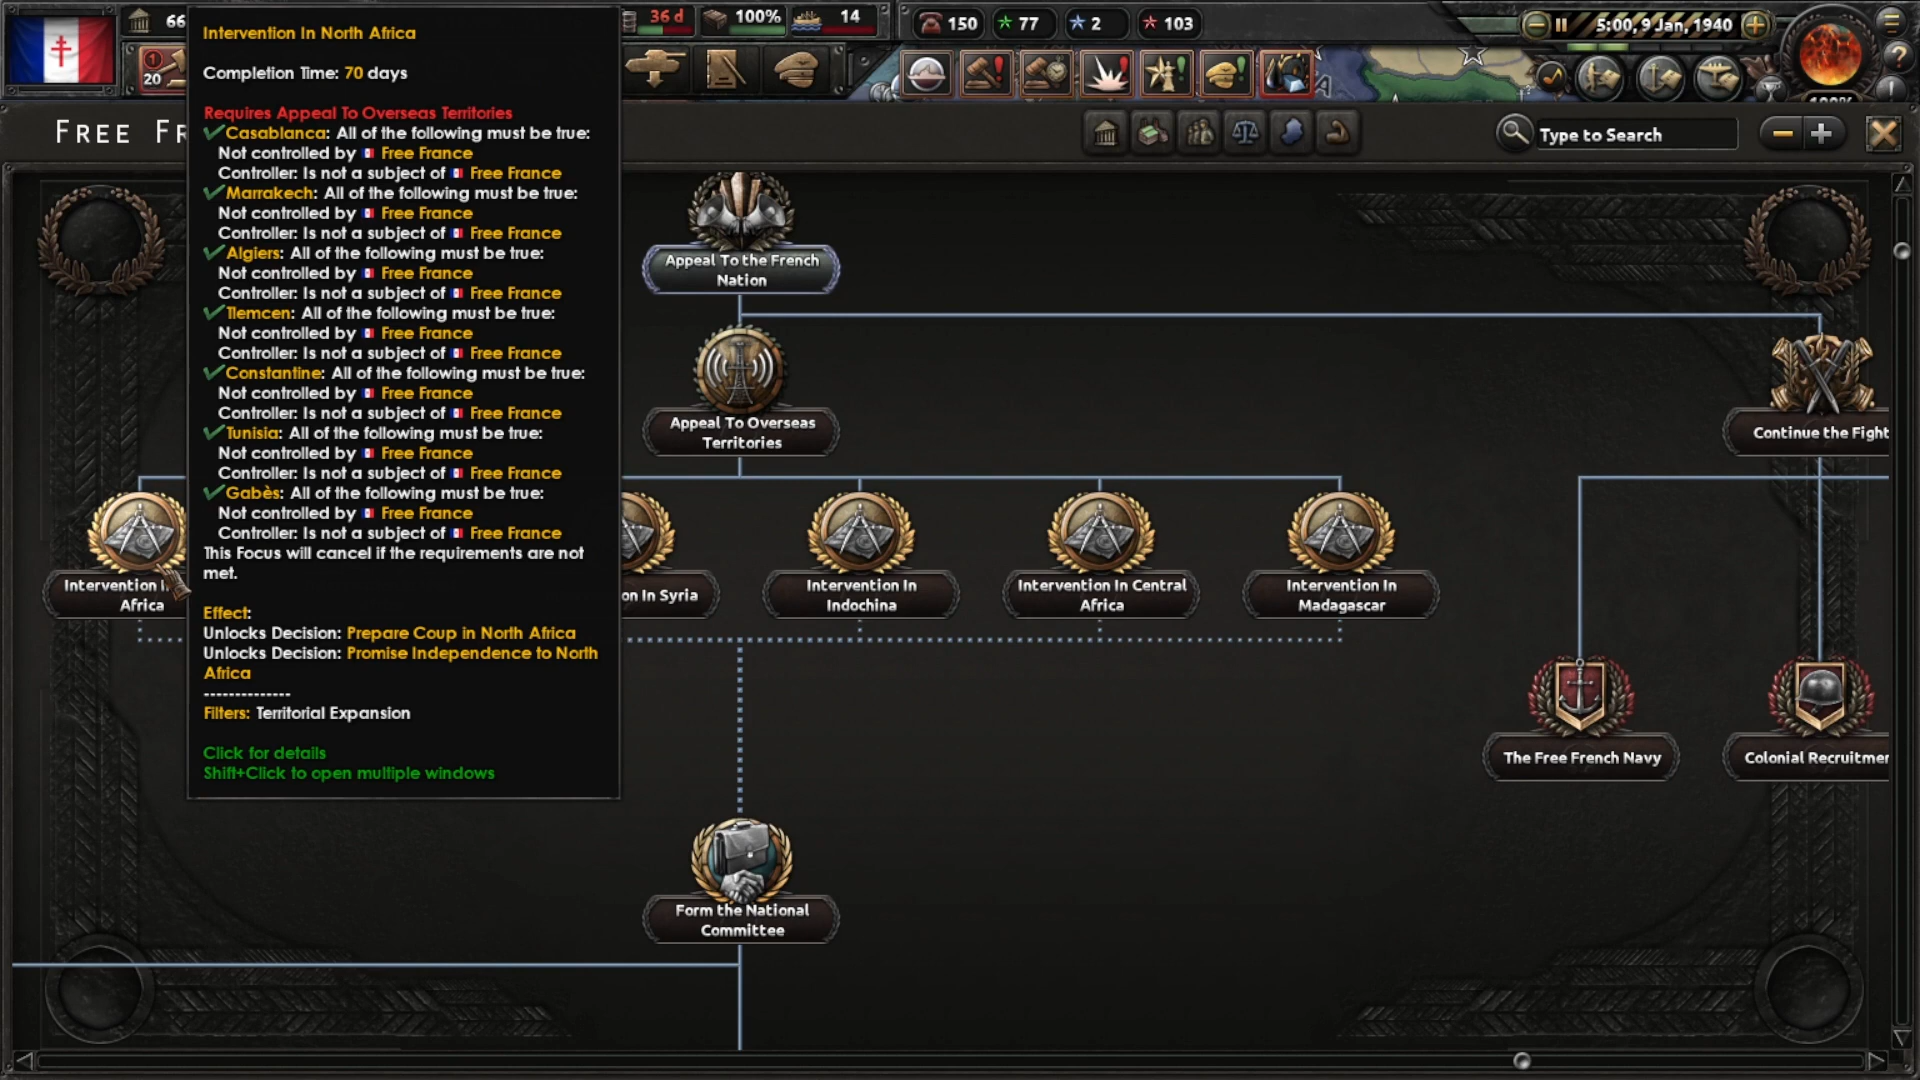 66
36 d
100%
14
150
77
2
103
5:00, 9 Jan, 1940
20
100%
FREE FR
Type to Search
Intervention In North Africa
Completion Time: 70 days
Requires Appeal To Overseas Territories
Casablanca: All of the following must be true:
Not controlled by Free France
Controller: Is not a subject of Free France
Marrakech: All of the following must be true:
Not controlled by Free France
Controller: Is not a subject of Free France
Algiers: All of the following must be true:
Not controlled by Free France
Controller: Is not a subject of Free France
Tlemcen: All of the following must be true:
Not controlled by Free France
Controller: Is not a subject of Free France
Constantine: All of the following must be true:
Not controlled by Free France
Controller: Is not a subject of Free France
Tunisia: All of the following must be true:
Not controlled by Free France
Controller: Is not a subject of Free France
Gabès: All of the following must be true:
Not controlled by Free France
Controller: Is not a subject of Free France
This Focus will cancel if the requirements are not
met.
Effect:
Unlocks Decision: Prepare Coup in North Africa
Unlocks Decision: Promise Independence to North
Africa
--------------
Filters: Territorial Expansion
Click for details
Shift+Click to open multiple windows
Appeal To the French
Nation
Appeal To Overseas
Territories
Continue the Fight
Intervention I
Africa
on In Syria
Intervention In
Indochina
Intervention In Central
Africa
Intervention In
Madagascar
The Free French Navy
Colonial Recruitmen
Form the National
Committee